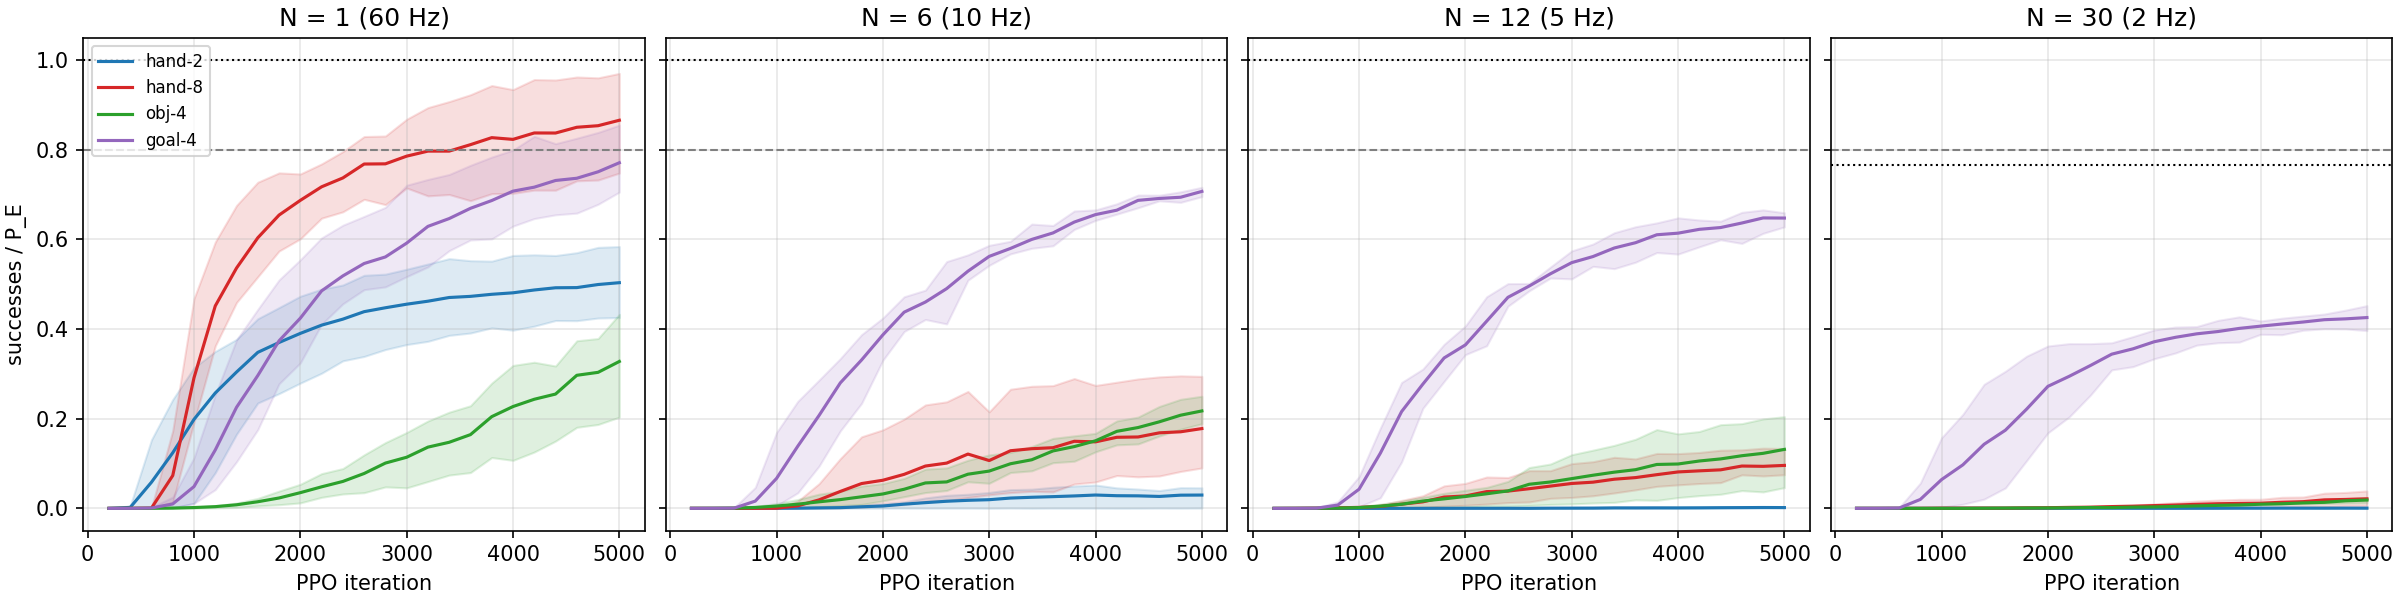 N = 1 (60 Hz)
N = 6 (10 Hz)
N = 12 (5 Hz)
N = 30 (2 Hz)
successes / P_E
1.0
0.8
0.6
0.4
0.2
0.0
hand-2
hand-8
obj-4
goal-4
0 1000 2000 3000 4000 5000
0 1000 2000 3000 4000 5000
0 1000 2000 3000 4000 5000
0 1000 2000 3000 4000 5000
PPO iteration
PPO iteration
PPO iteration
PPO iteration